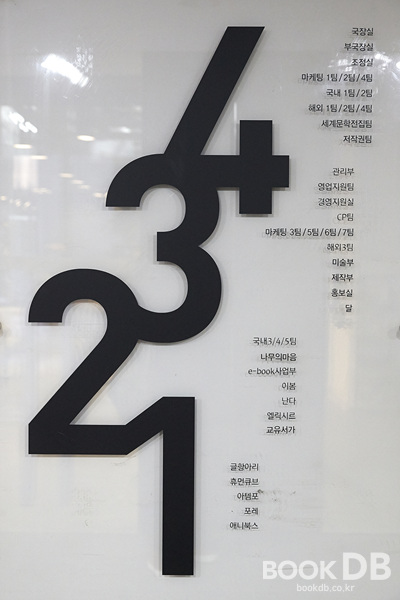 4
국장실
부국장실
조정실
마케팅 1팀/2팀/4팀
국내 1팀/2팀
해외 1팀/2팀/4팀
세계문학전집팀
저작권팀
3
관리부
영업지원팀
경영지원실
CP팀
마케팅 3팀/5팀/6팀/7팀
해외3팀
미술부
제작부
홍보실
달
2
국내3/4/5팀
나무의마음
e-book사업부
이봄
난다
엘릭시르
교유서가
1
글항아리
휴먼큐브
아템포
포레
애니북스
BOOK DB
bookdb.co.kr